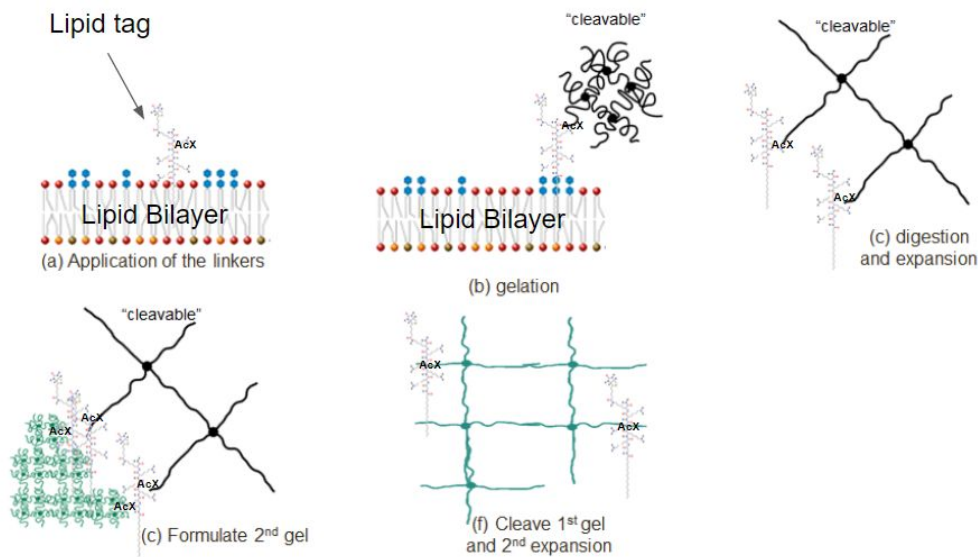 Lipid tag
AcX
Lipid Bilayer
(a) Application of the linkers
“cleavable”
AcX
Lipid Bilayer
(b) gelation
“cleavable”
AcX
AcX
(c) digestion
and expansion
“cleavable”
AcX
AcX
AcX
AcX
(c) Formulate 2nd gel
AcX
AcX
(f) Cleave 1st gel
and 2nd expansion